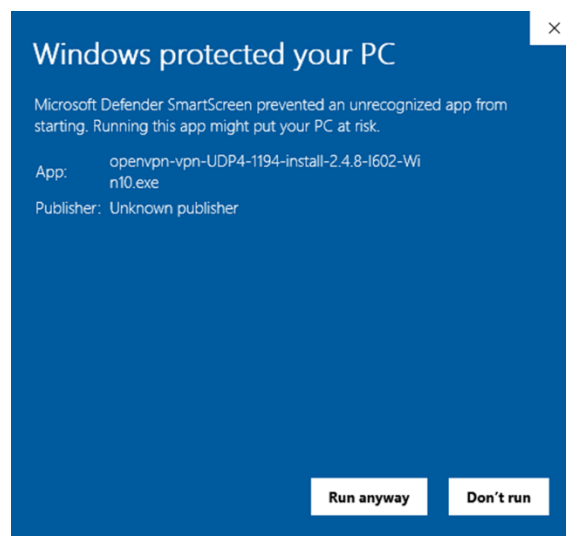 Windows protected your PC
Microsoft Defender SmartScreen prevented an unrecognized app from
starting. Running this app might put your PC at risk.
App: openvpn-vpn-UDP4-1194-install-2.4.8-I602-Wi
n10.exe
Publisher: Unknown publisher
Run anyway Don't run